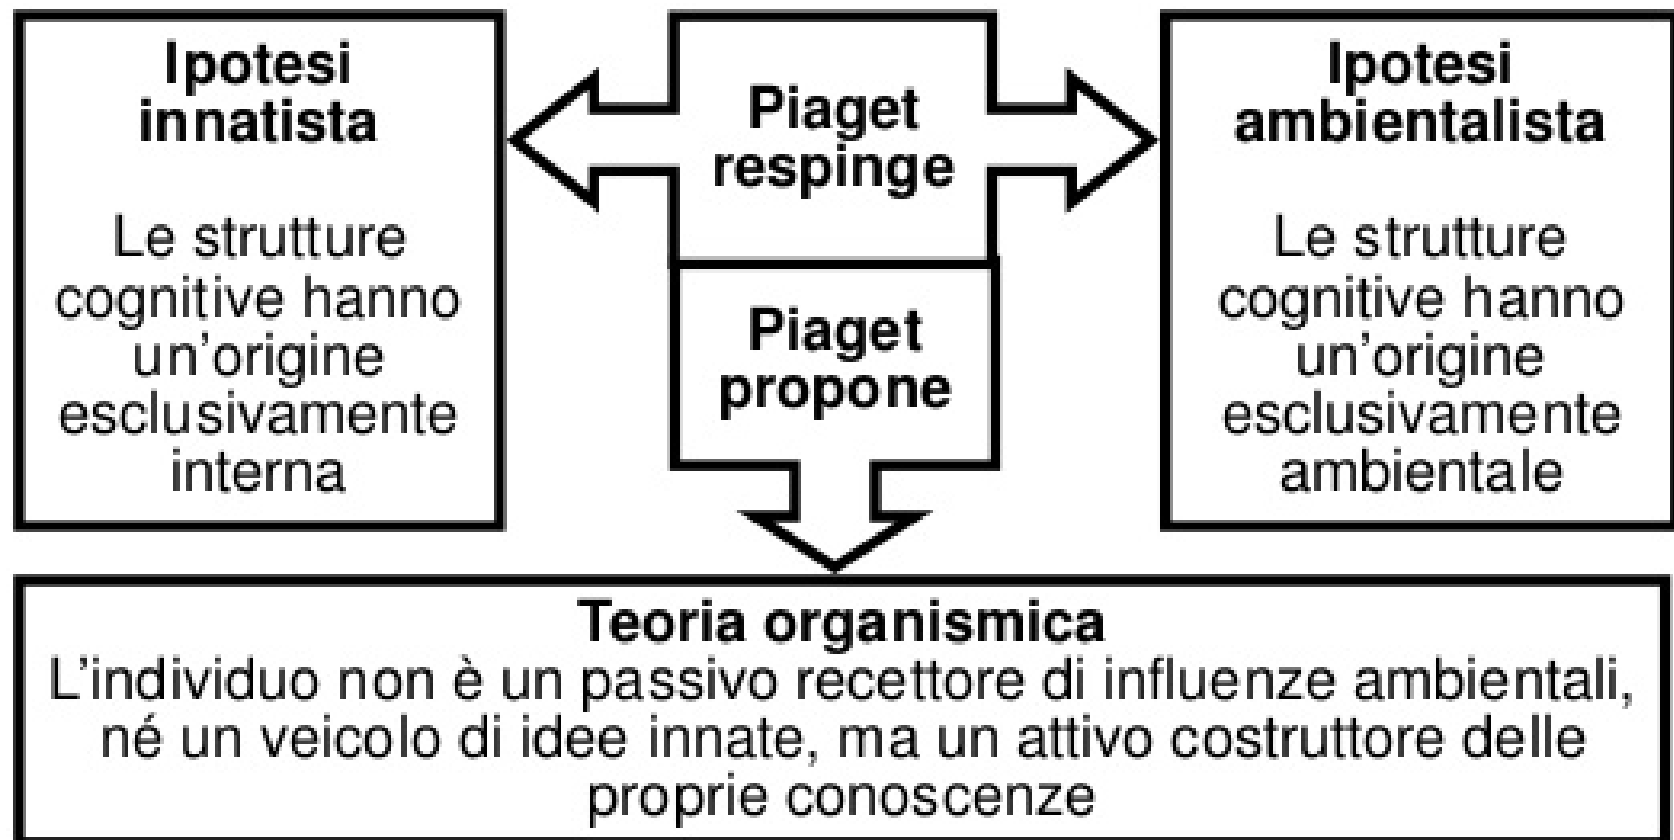 Ipotesi
innatista
Le strutture
cognitive hanno
un'origine
esclusivamente
interna
Piaget
respinge
Piaget
propone
Ipotesi
ambientalista
Le strutture
cognitive hanno
un'origine
esclusivamente
ambientale
Teoria organismica
L'individuo non è un passivo recettore di influenze ambientali,
né un veicolo di idee innate, ma un attivo costruttore delle
proprie conoscenze